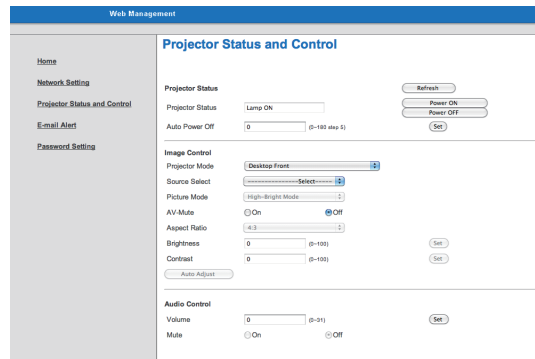 Web Management
Projector Status and Control
Home
Network Setting
Projector Status and Control
E-mail Alert
Password Setting
Projector Status Refresh
Projector Status Lamp ON Power ON
Power OFF
Auto Power Off 0 (0~180 step 5) Set
Image Control
Projector Mode Desktop Front
Source Select ---------------Select-----
Picture Mode High-Bright Mode
AV-Mute On Off
Aspect Ratio 4:3
Brightness 0 (0~100) Set
Contrast 0 (0~100) Set
Auto Adjust
Audio Control
Volume 0 (0~31) Set
Mute On Off